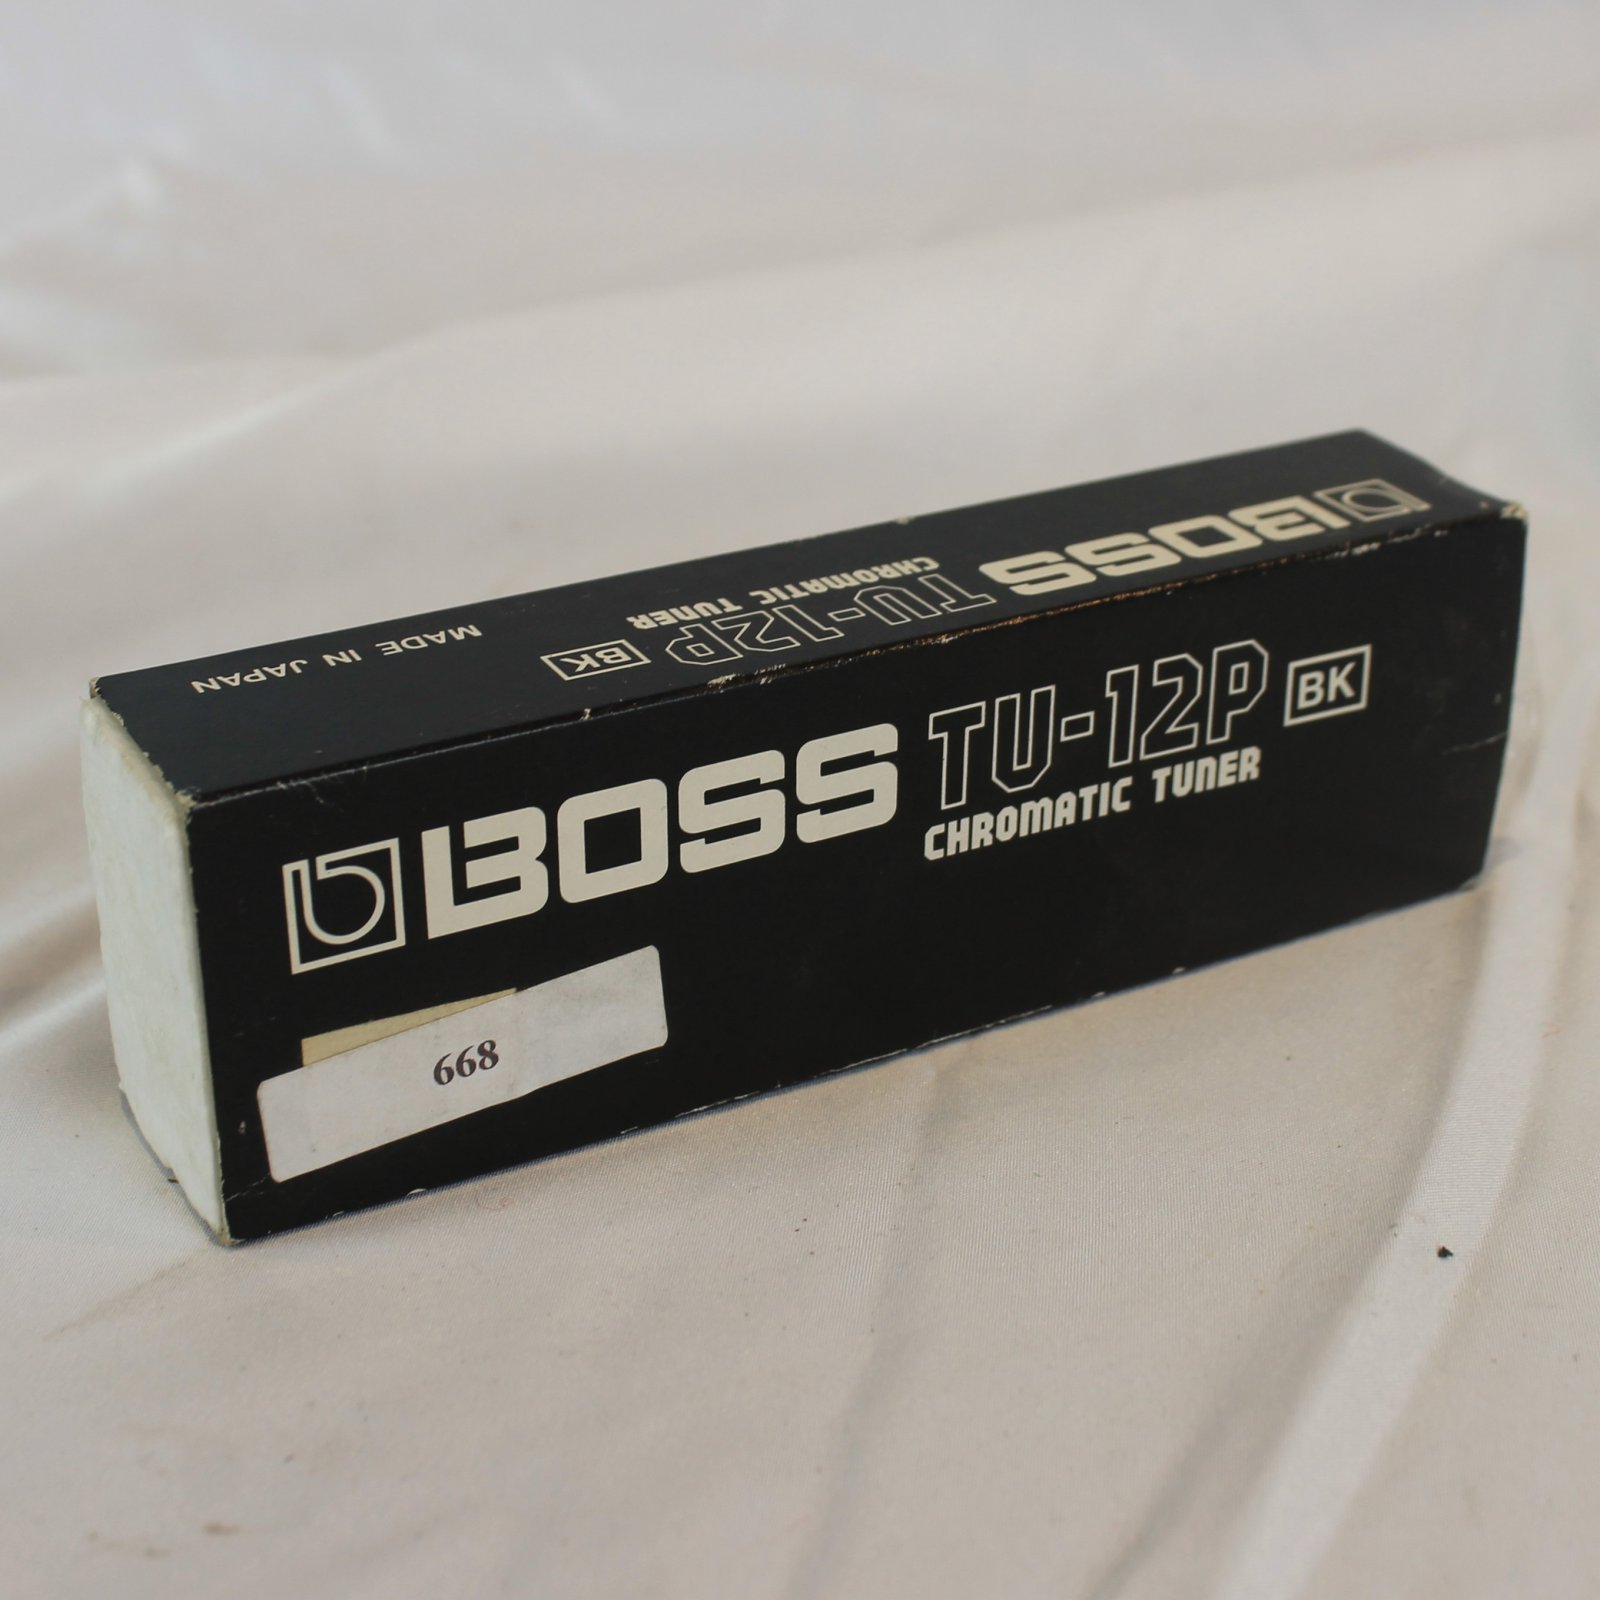 BOSS TU-12P BK
CHROMATIC TUNER
MADE IN JAPAN
BOSS TU-12P BK
CHROMATIC TUNER
668